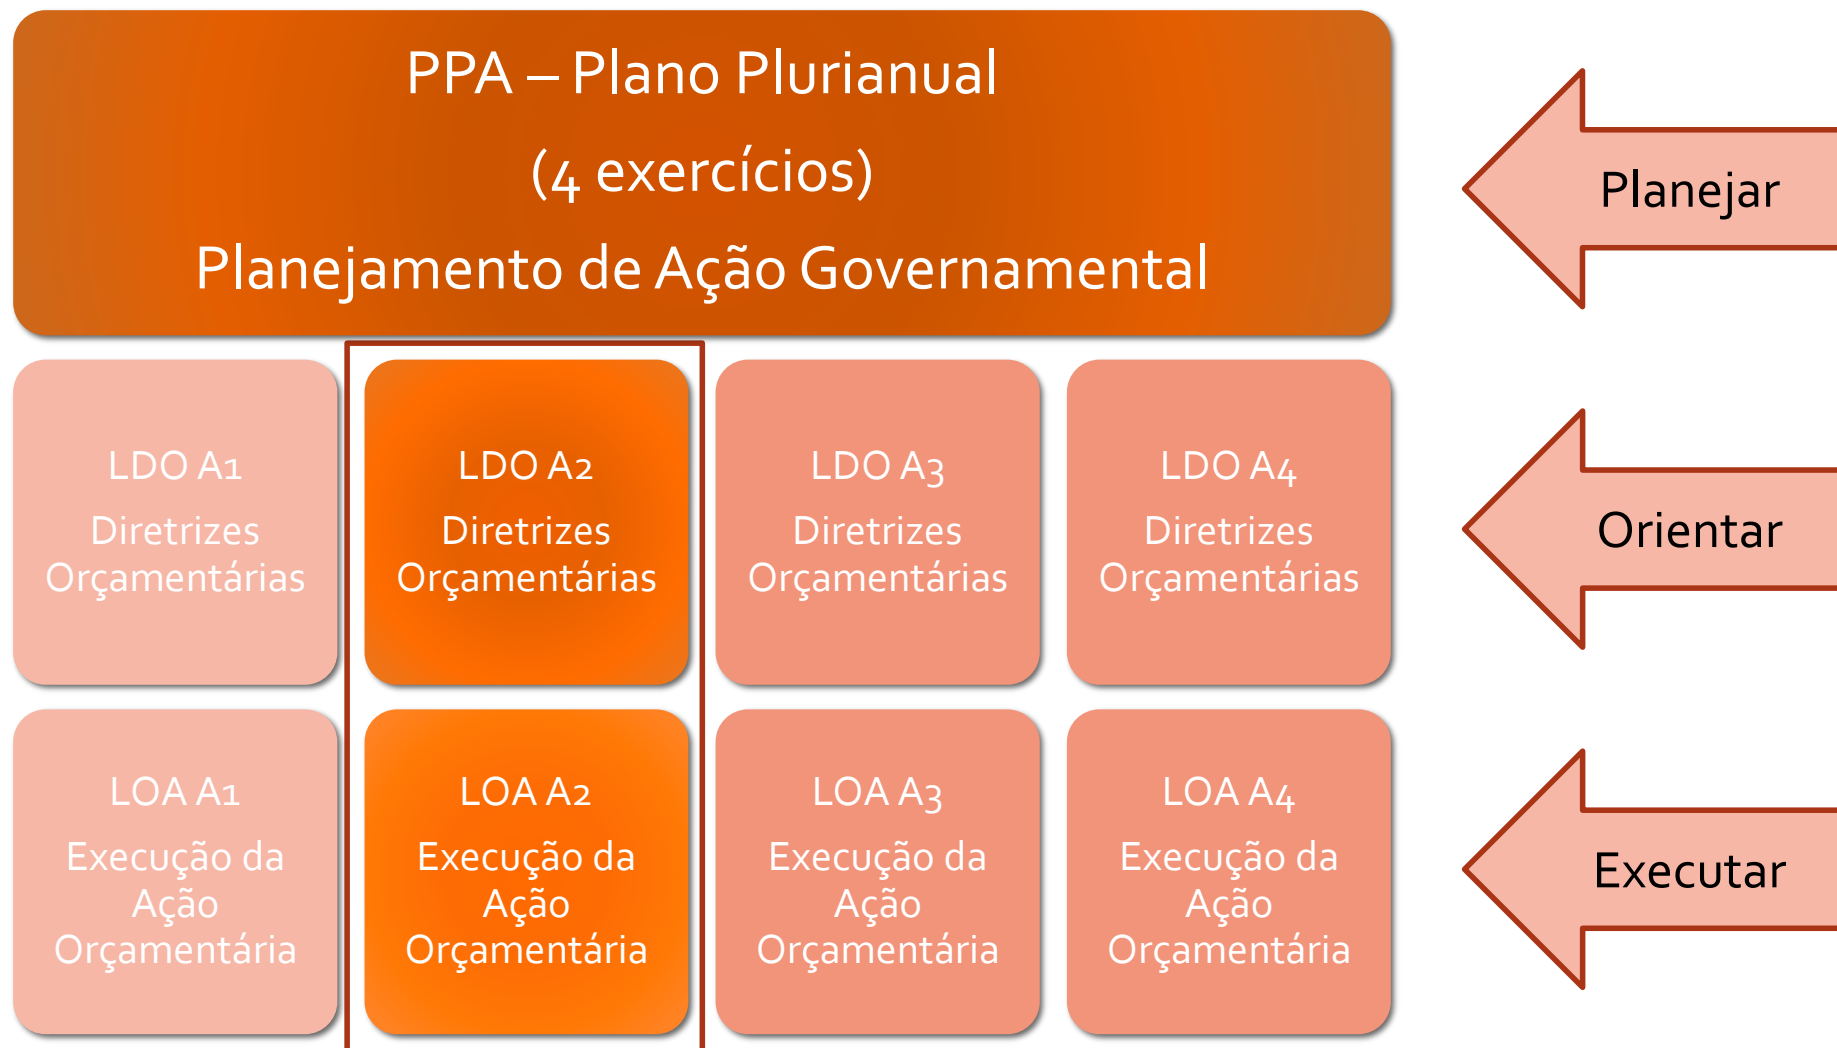 PPA – Plano Plurianual
(4 exercícios)
Planejamento de Ação Governamental
Planejar
LDO A1
Diretrizes
Orçamentárias
LDO A2
Diretrizes
Orçamentárias
LDO A3
Diretrizes
Orçamentárias
LDO A4
Diretrizes
Orçamentárias
Orientar
LOA A1
Execução da
Ação
Orçamentária
LOA A2
Execução da
Ação
Orçamentária
LOA A3
Execução da
Ação
Orçamentária
LOA A4
Execução da
Ação
Orçamentária
Executar